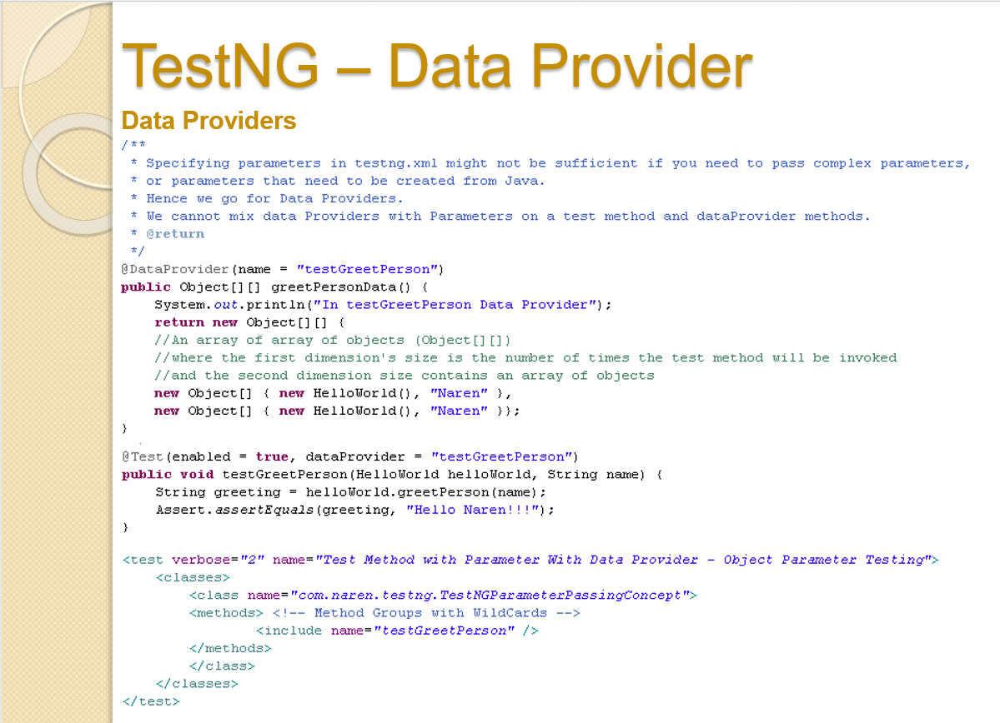 TestNG – Data Provider
Data Providers
/**
 * Specifying parameters in testng.xml might not be sufficient if you need to pass complex parameters,
 * or parameters that need to be created from Java.
 * Hence we go for Data Providers.
 * We cannot mix data Providers with Parameters on a test method and dataProvider methods.
 * @return
 */
@DataProvider(name = "testGreetPerson")
public Object[][] greetPersonData() {
    System.out.println("In testGreetPerson Data Provider");
    return new Object[][] {
    //An array of array of objects (Object[][])
    //where the first dimension's size is the number of times the test method will be invoked
    //and the second dimension size contains an array of objects
    new Object[] { new HelloWorld(), "Naren" },
    new Object[] { new HelloWorld(), "Naren" }};
}
@Test(enabled = true, dataProvider = "testGreetPerson")
public void testGreetPerson(HelloWorld helloWorld, String name) {
    String greeting = helloWorld.greetPerson(name);
    Assert.assertEquals(greeting, "Hello Naren!!!");
}
<test verbose="2" name="Test Method with Parameter With Data Provider - Object Parameter Testing">
    <classes>
        <class name="com.naren.testng.TestNGParameterPassingConcept">
        <methods> <!-- Method Groups with WildCards -->
                <include name="testGreetPerson" />
        </methods>
        </class>
    </classes>
</test>